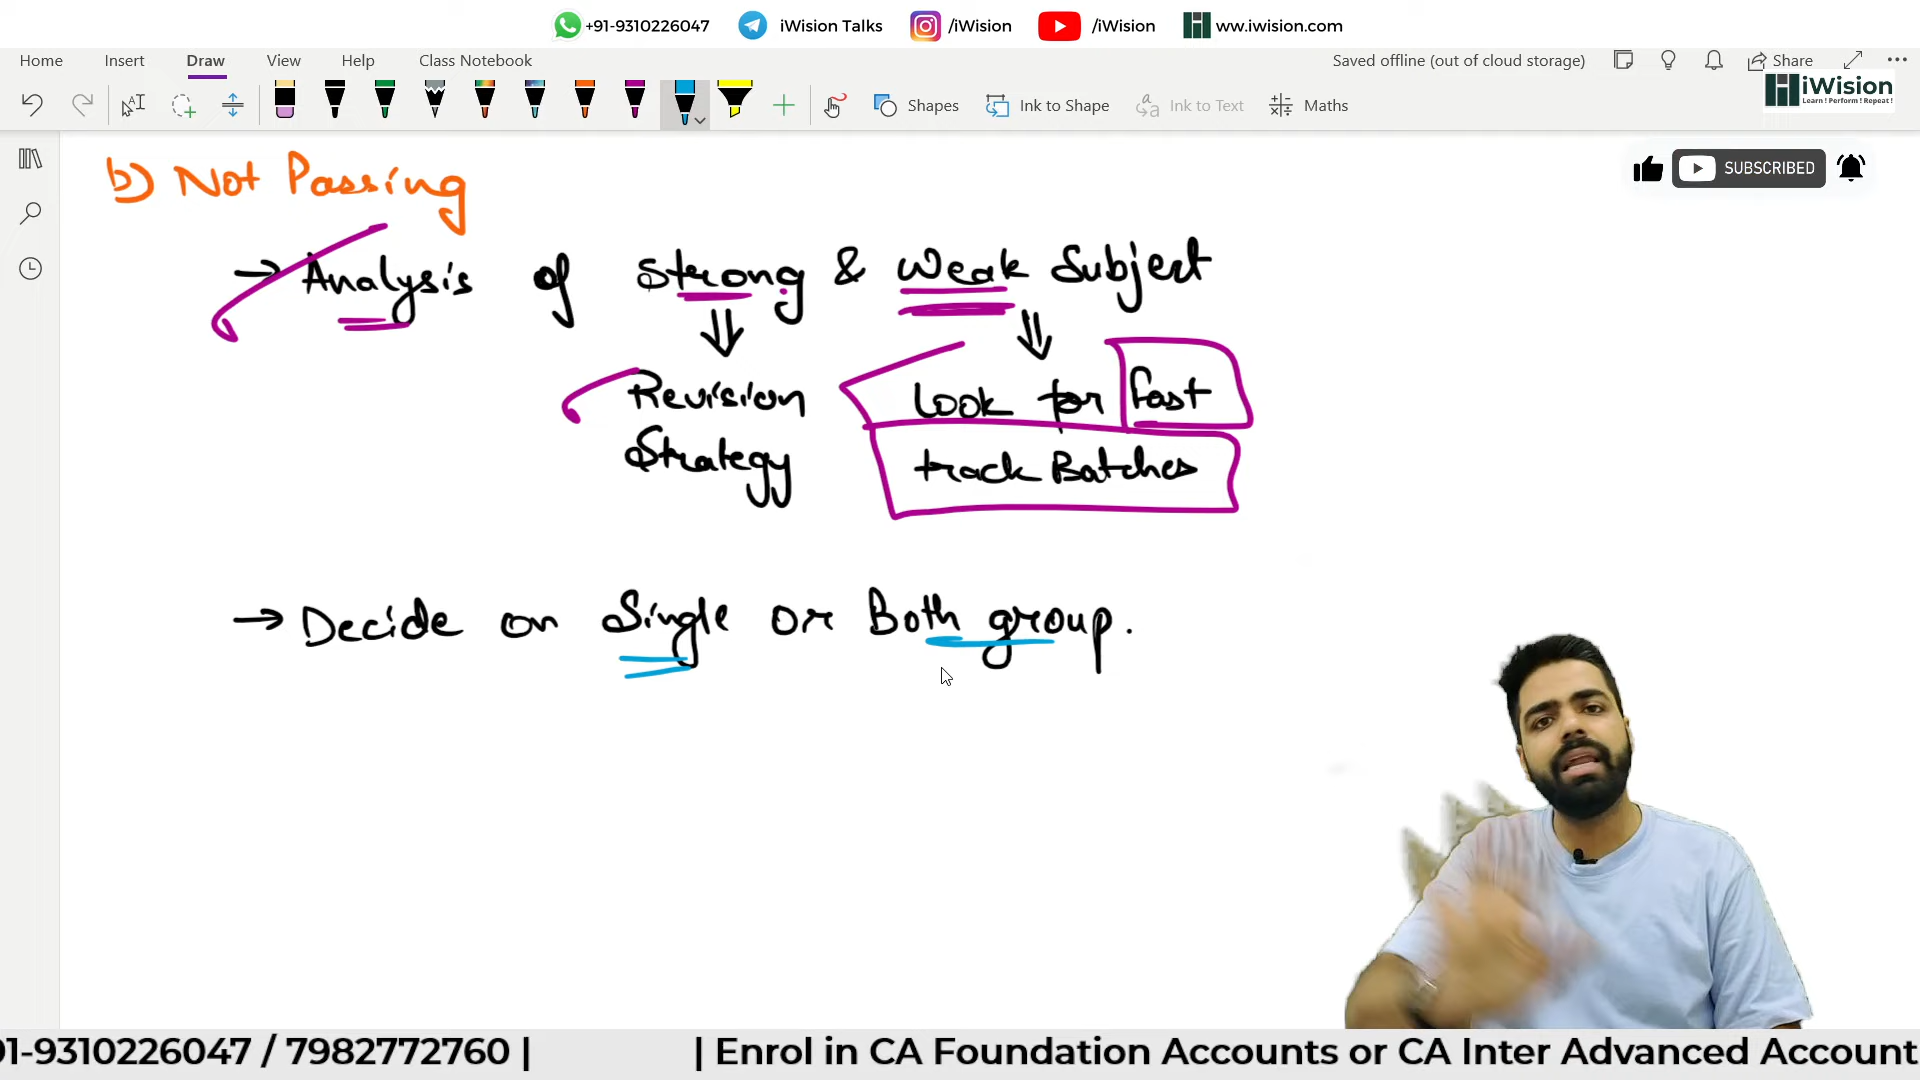 +91-9310226047 iWision Talks /iWision /iWision ww.iwision.com
Home Insert Draw View Help Class Notebook Saved offline (out of cloud storage) Share
Shapes Ink to Shape Ink to Text Maths
iWision
Learn ! Perform ! Repeat !
SUBSCRIBED
b) Not Passing
→ Analysis of Strong & Weak Subject
⇓ ⇓
Revision Look for fast
Strategy track Batches
→ Decide on Single or Both group.
91-9310226047 / 7982772760 | | Enrol in CA Foundation Accounts or CA Inter Advanced Account